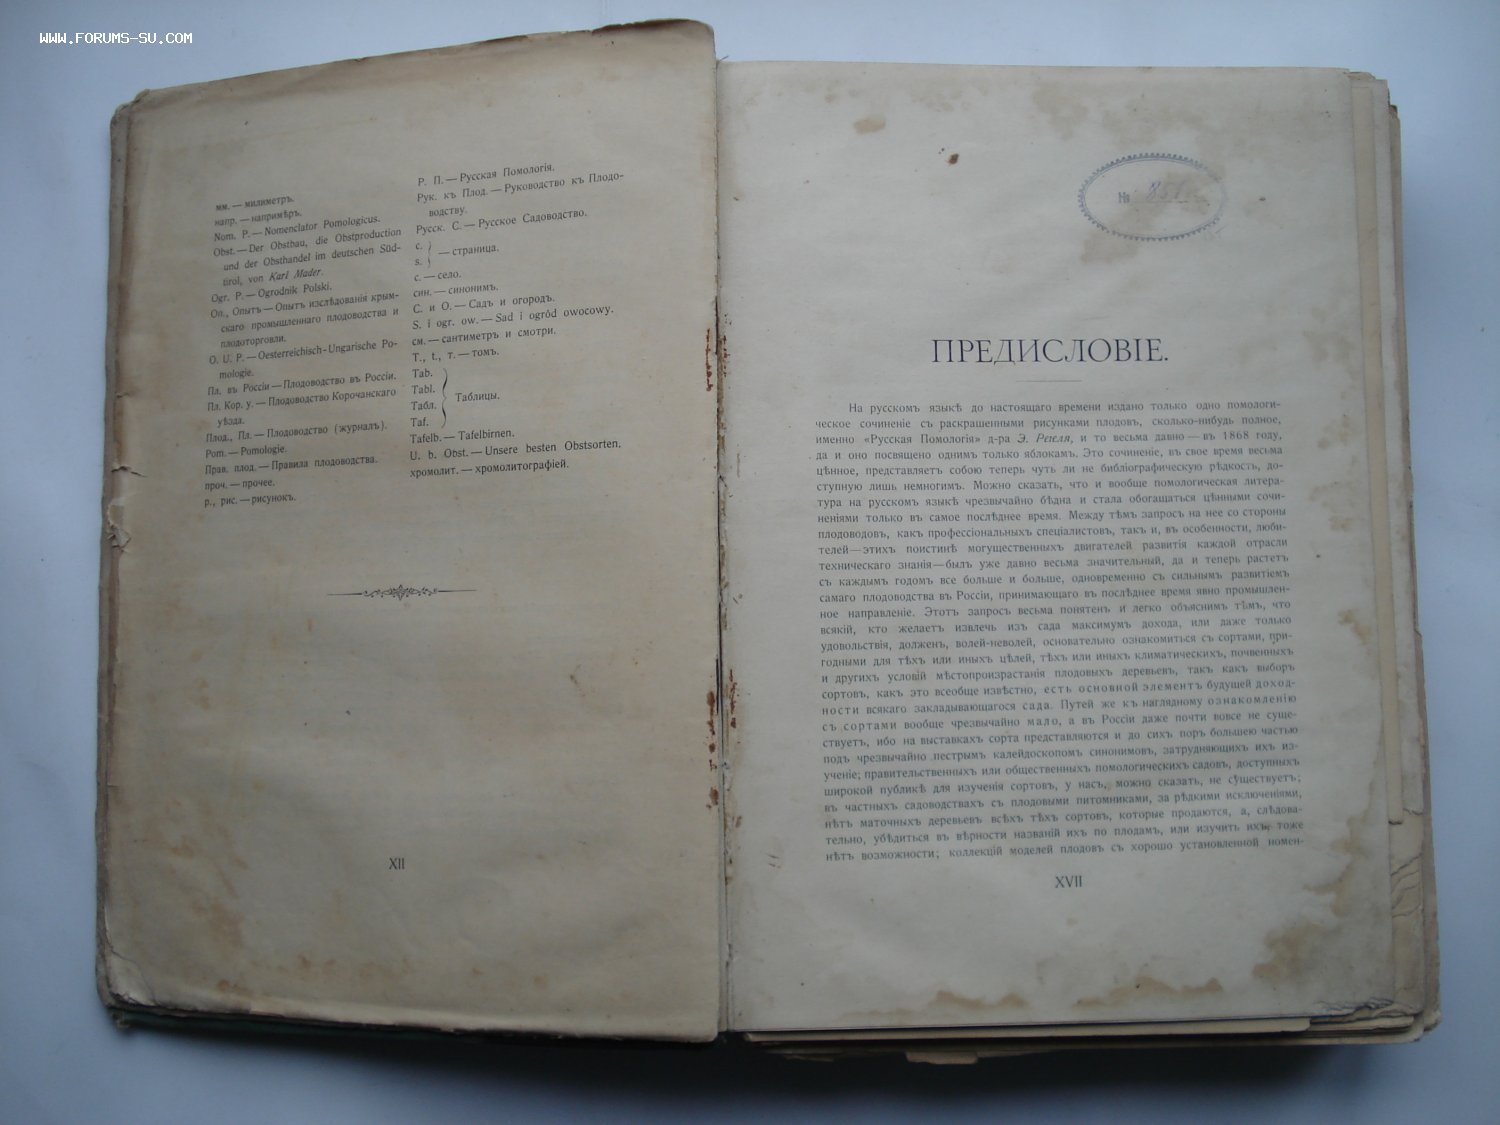 WWW.FORUMS-SU.COM
мм. — милиметръ.
напр. — напримѣръ.
Nom. P. — Nomenclator Pomologicus.
Obst. — Der Obstbau, die Obstproduction
und der Obsthandel im deutschen Süd-
tirol, von Karl Mader.
Ogr. P. — Ogrodnik Polski.
Оп., Опытъ — Опытъ изслѣдованія крым-
скаго промышленнаго плодоводства и
плодоторговли.
O. U. P. — Oesterreichisch-Ungarische Po-
mologie.
Пл. въ Россіи — Плодоводство въ Россіи.
Пл. Кор. у. — Плодоводство Корочанскаго
уѣзда.
Плод., Пл. — Плодоводство (журналъ).
Pom. — Pomologie.
Прав. плод. — Правила плодоводства.
проч. — прочее.
р., рис. — рисунокъ.
Р. П. — Русская Помологія.
Рук. къ Плод. — Руководство къ Плодо-
водству.
Русск. С. — Русское Садоводство.
с.
s.
— страница.
с. — село.
син. — синонимъ.
С. и О. — Садъ и огородъ.
S. i ogr. ow. — Sad i ogród owocowy.
см. — сантиметръ и смотри.
Т., t., т. — томъ.
Tab.
Tabl.
Табл.
Taf.
Таблицы.
Tafelb. — Tafelbirnen.
U. b. Obst. — Unsere besten Obstsorten.
хромолит. — хромолитографіей.
XII
№ 851
ПРЕДИСЛОВІЕ.
На русскомъ языкѣ до настоящаго времени издано только одно помологи-
ческое сочиненіе съ раскрашенными рисунками плодовъ, сколько-нибудь полное,
именно «Русская Помологія» д-ра Э. Регеля, и то весьма давно — въ 1868 году,
да и оно посвящено однимъ только яблокамъ. Это сочиненіе, въ свое время весьма
цѣнное, представляетъ собою теперь чуть ли не библіографическую рѣдкость, до-
ступную лишь немногимъ. Можно сказать, что и вообще помологическая литера-
тура на русскомъ языкѣ чрезвычайно бѣдна и стала обогащаться цѣнными сочи-
неніями только въ самое послѣднее время. Между тѣмъ запросъ на нее со стороны
плодоводовъ, какъ профессіональныхъ спеціалистовъ, такъ и, въ особенности, люби-
телей — этихъ поистинѣ могущественныхъ двигателей развитія каждой отрасли
техническаго знанія — былъ уже давно весьма значительный, да и теперь растетъ
съ каждымъ годомъ все больше и больше, одновременно съ сильнымъ развитіемъ
самаго плодоводства въ Россіи, принимающаго въ послѣднее время явно промышлен-
ное направленіе. Этотъ запросъ весьма понятенъ и легко объяснимъ тѣмъ, что
всякій, кто желаетъ извлечь изъ сада максимумъ дохода, или даже только
удовольствія, долженъ, волей-неволей, основательно ознакомиться съ сортами, при-
годными для тѣхъ или иныхъ цѣлей, тѣхъ или иныхъ климатическихъ, почвенныхъ
и другихъ условій мѣстопроизрастанія плодовыхъ деревьевъ, такъ какъ выборъ
сортовъ, какъ это всеобще извѣстно, есть основной элементъ будущей доход-
ности всякаго закладывающагося сада. Путей же къ наглядному ознакомленію
съ сортами вообще чрезвычайно мало, а въ Россіи даже почти вовсе не суще-
ствуетъ, ибо на выставкахъ сорта представляются и до сихъ поръ большею частью
подъ чрезвычайно пестрымъ калейдоскопомъ синонимовъ, затрудняющихъ ихъ из-
ученіе; правительственныхъ или общественныхъ помологическихъ садовъ, доступныхъ
широкой публикѣ для изученія сортовъ, у насъ, можно сказать, не существуетъ;
въ частныхъ садоводствахъ съ плодовыми питомниками, за рѣдкими исключеніями,
нѣтъ маточныхъ деревьевъ всѣхъ тѣхъ сортовъ, которые продаются, а, слѣдова-
тельно, убѣдиться въ вѣрности названій ихъ по плодамъ, или изучить ихъ тоже
нѣтъ возможности; коллекцій моделей плодовъ съ хорошо установленной номен-
XVII